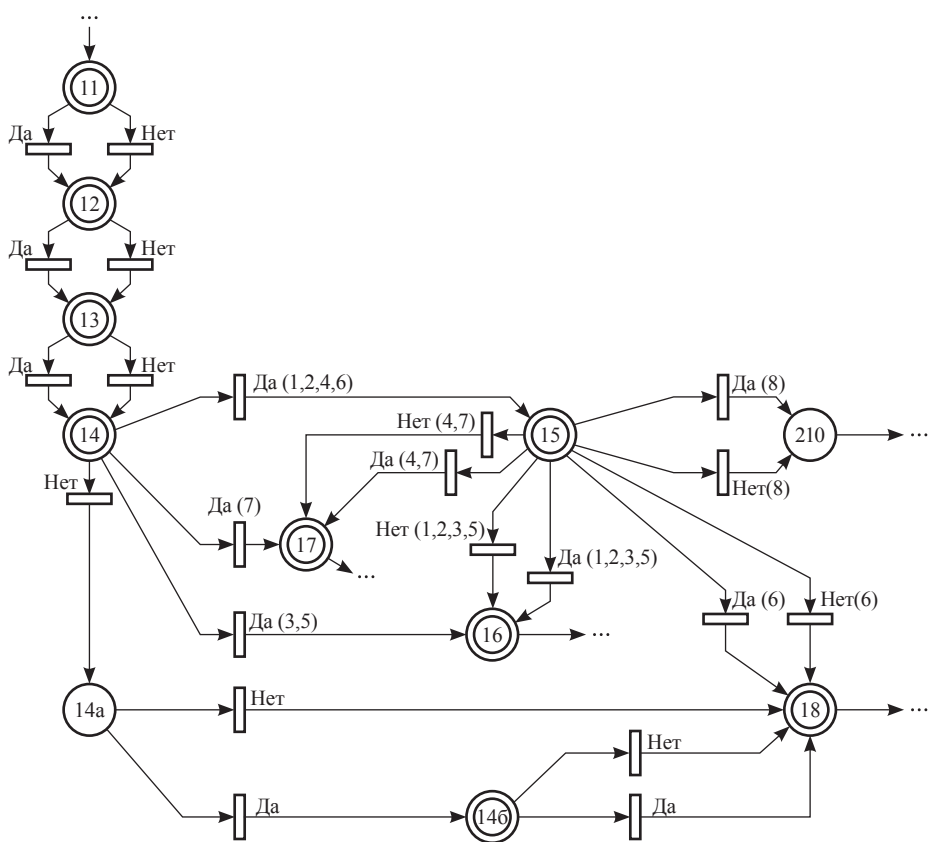 ...
11
Да Нет
12
Да Нет
13
Да Нет
Да (1,2,4,6)
Да (8)
14
Нет (4,7)
15
210
...
Да (4,7)
Нет
Нет(8)
Да (7)
Нет (1,2,3,5)
17
Да (1,2,3,5)
...
Да (6)
Нет(6)
Да (3,5)
16
...
Нет
14а
18
...
Нет
Да
14б
Да